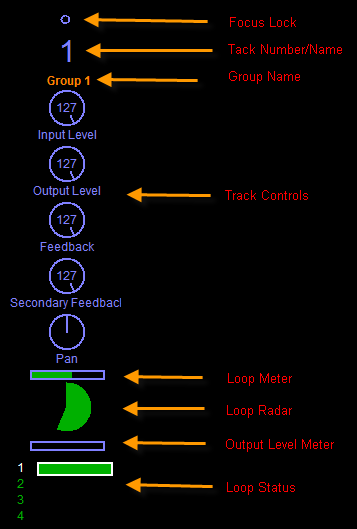 Focus Lock
1
Tack Number/Name
Group 1
Group Name
127
Input Level
127
Output Level
Track Controls
127
Feedback
127
Secondary Feedbacl
Pan
Loop Meter
Loop Radar
Output Level Meter
1
2
Loop Status
3
4